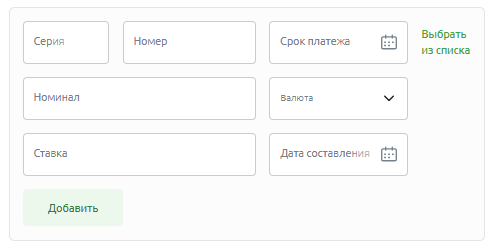 Серия
Номер
Срок платежа
Выбрать
из списка
Номинал
Валюта
Ставка
Дата составления
Добавить